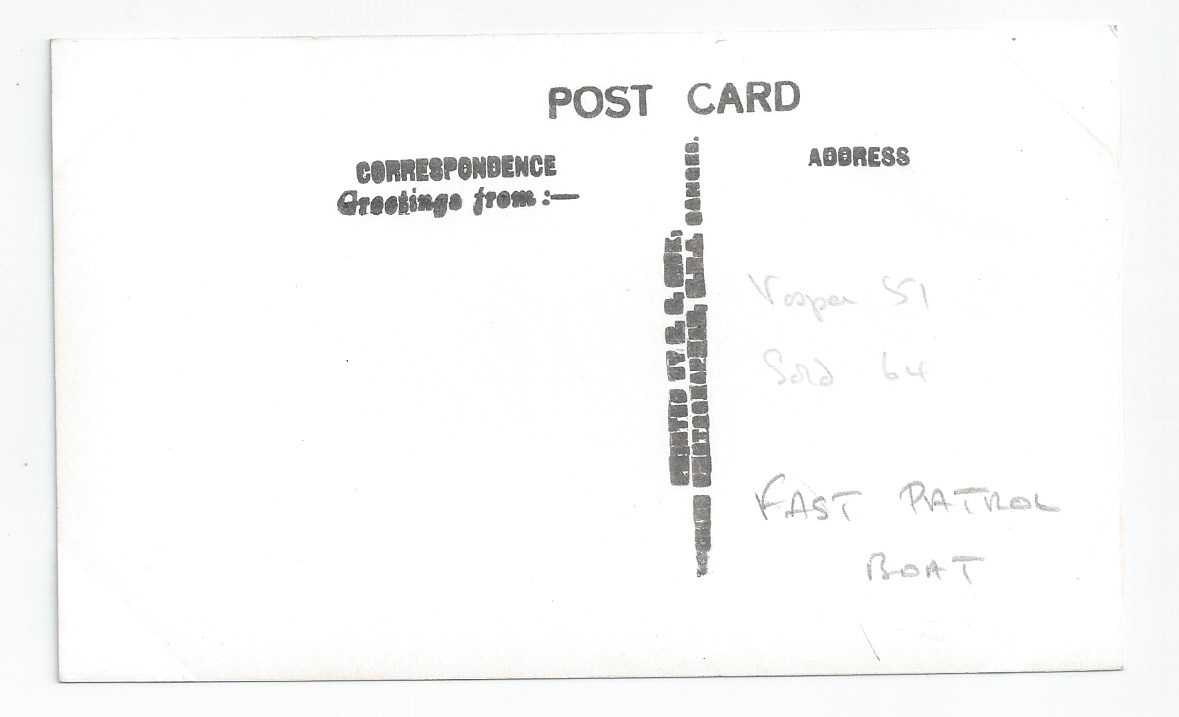 POST CARD
CORRESPONDENCE
Greetings from :—
ADDRESS
Vosper 51
Sold 64
FAST PATROL
BOAT